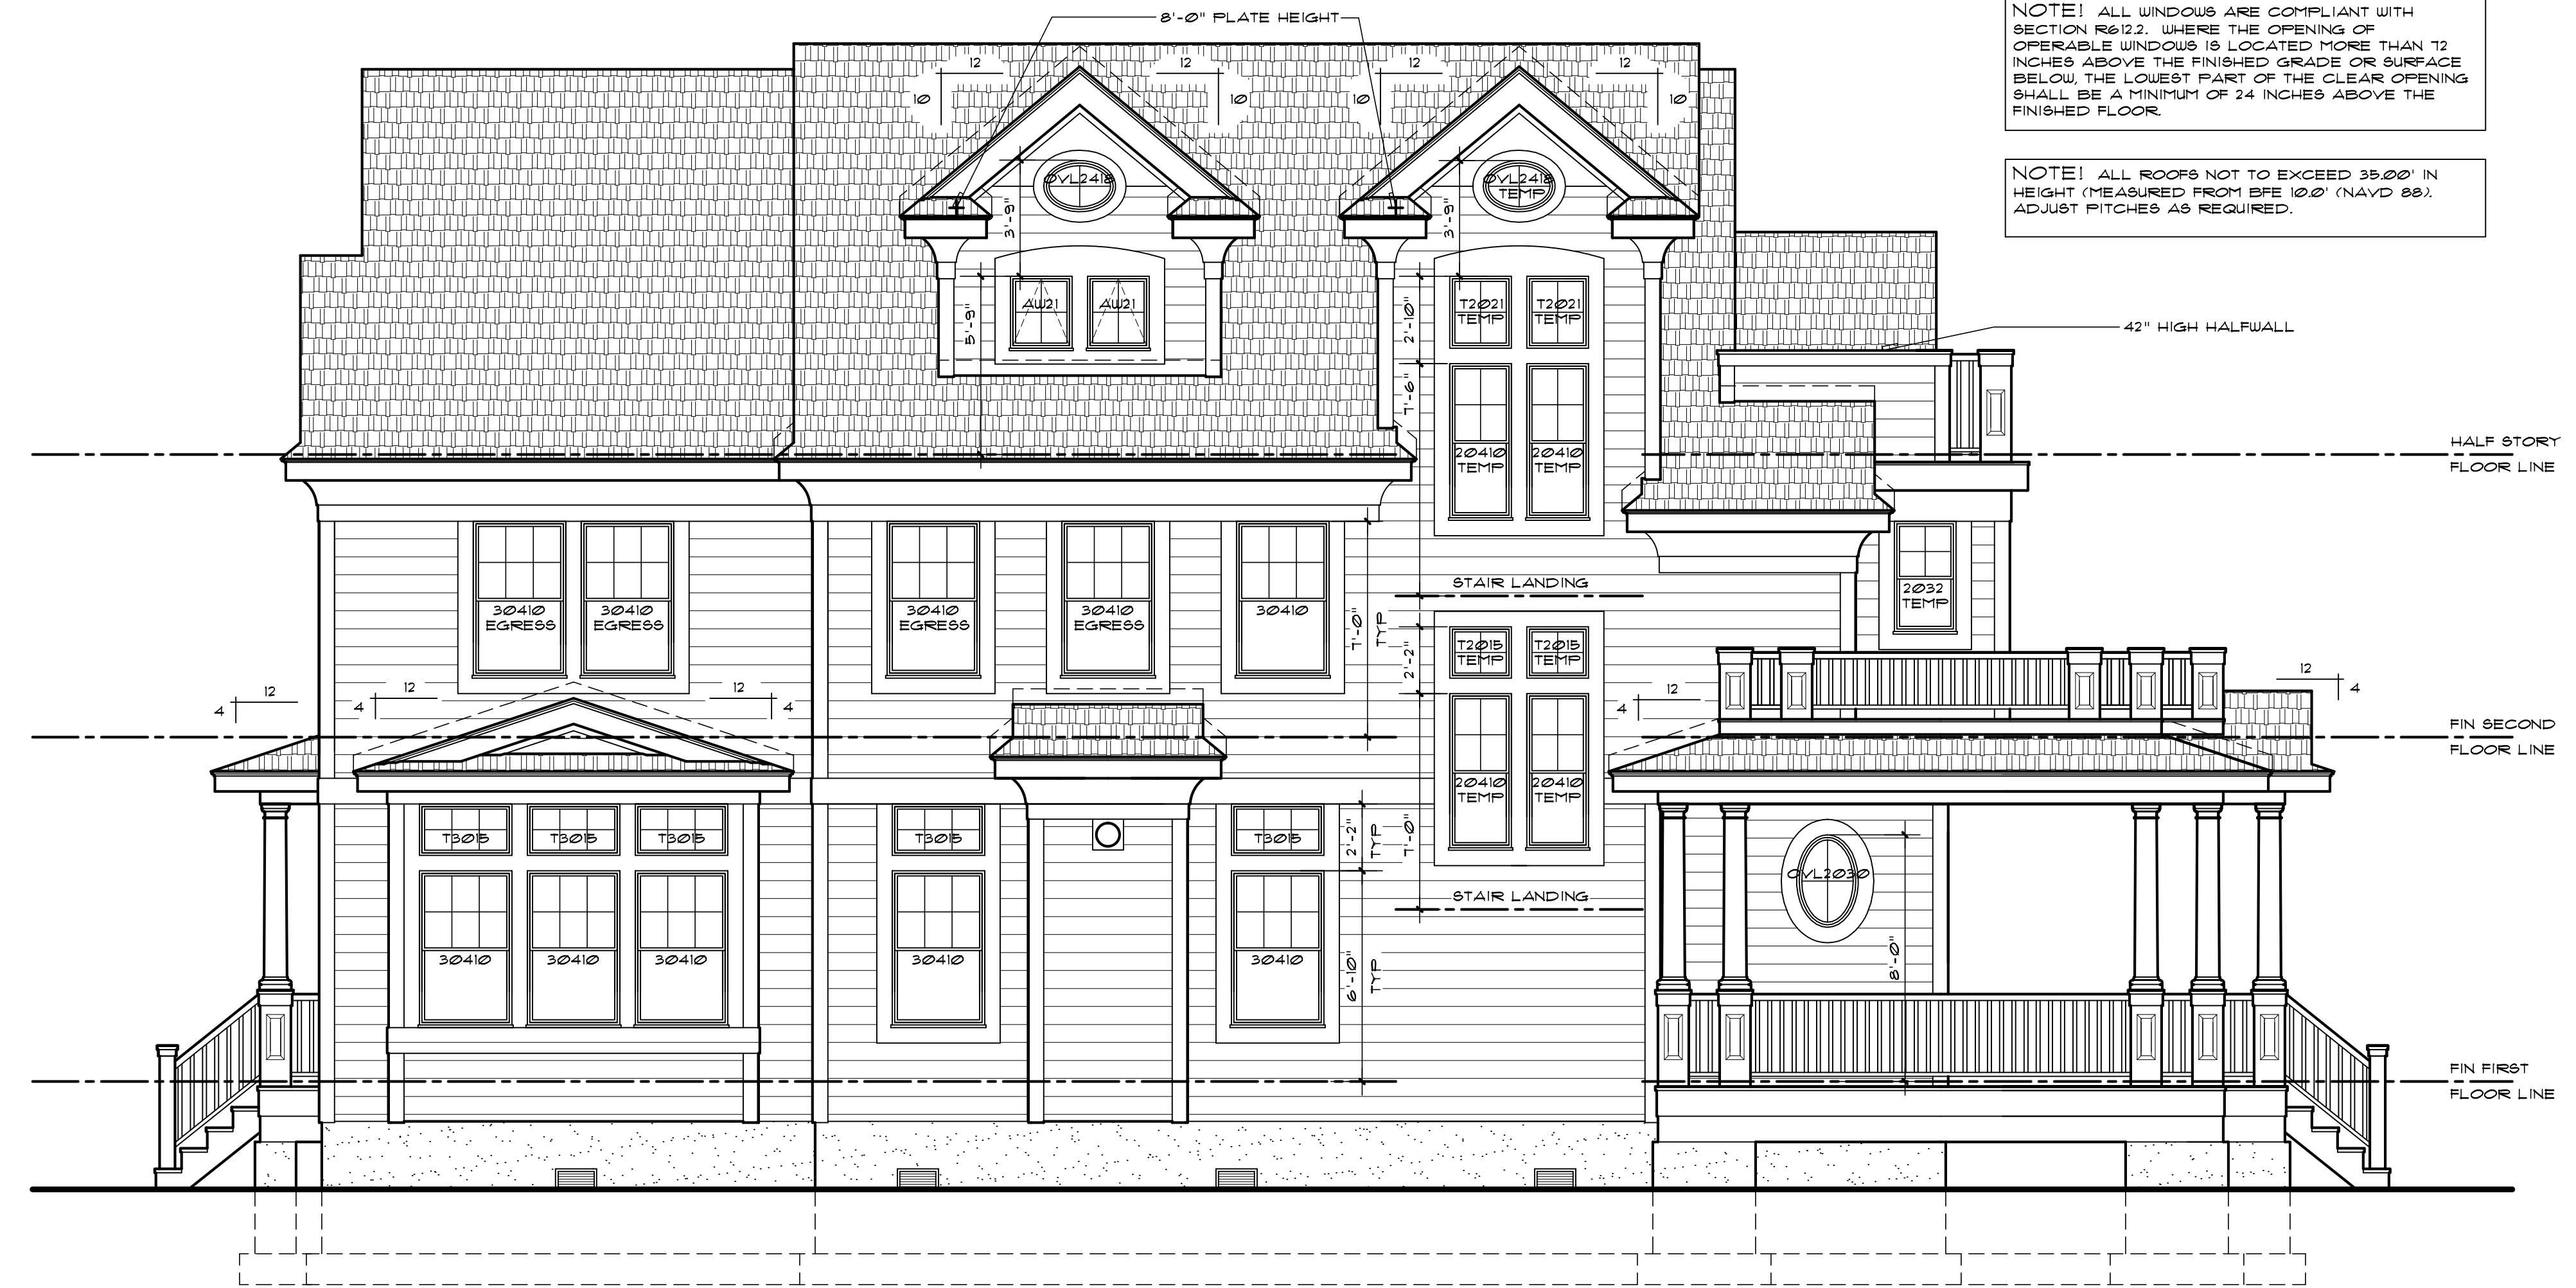 8'-0" PLATE HEIGHT
NOTE! ALL WINDOWS ARE COMPLIANT WITH
SECTION R612.2. WHERE THE OPENING OF
OPERABLE WINDOWS IS LOCATED MORE THAN 72
INCHES ABOVE THE FINISHED GRADE OR SURFACE
BELOW, THE LOWEST PART OF THE CLEAR OPENING
SHALL BE A MINIMUM OF 24 INCHES ABOVE THE
FINISHED FLOOR.
NOTE! ALL ROOFS NOT TO EXCEED 35.00' IN
HEIGHT (MEASURED FROM BFE 10.0' (NAVD 88).
ADJUST PITCHES AS REQUIRED.
12
12
12
12
10
10
10
10
OVL2418
OVL2418
TEMP
3'-9"
3'-9"
AW21
AW21
5'-9"
T2021
TEMP
T2021
TEMP
2'-10"
7'-6"
42" HIGH HALFWALL
20410
TEMP
20410
TEMP
HALF STORY
FLOOR LINE
30410
EGRESS
30410
EGRESS
30410
EGRESS
30410
EGRESS
30410
7'-0"
TYP
STAIR LANDING
2032
TEMP
T2015
TEMP
T2015
TEMP
2'-2"
12
4
12
4
12
4
12
4
12
4
FIN SECOND
FLOOR LINE
20410
TEMP
20410
TEMP
T3015
T3015
T3015
T3015
T3015
2'-2"
TYP
7'-0"
OVL2030
STAIR LANDING
30410
30410
30410
30410
30410
6'-10"
TYP
8'-0"
FIN FIRST
FLOOR LINE